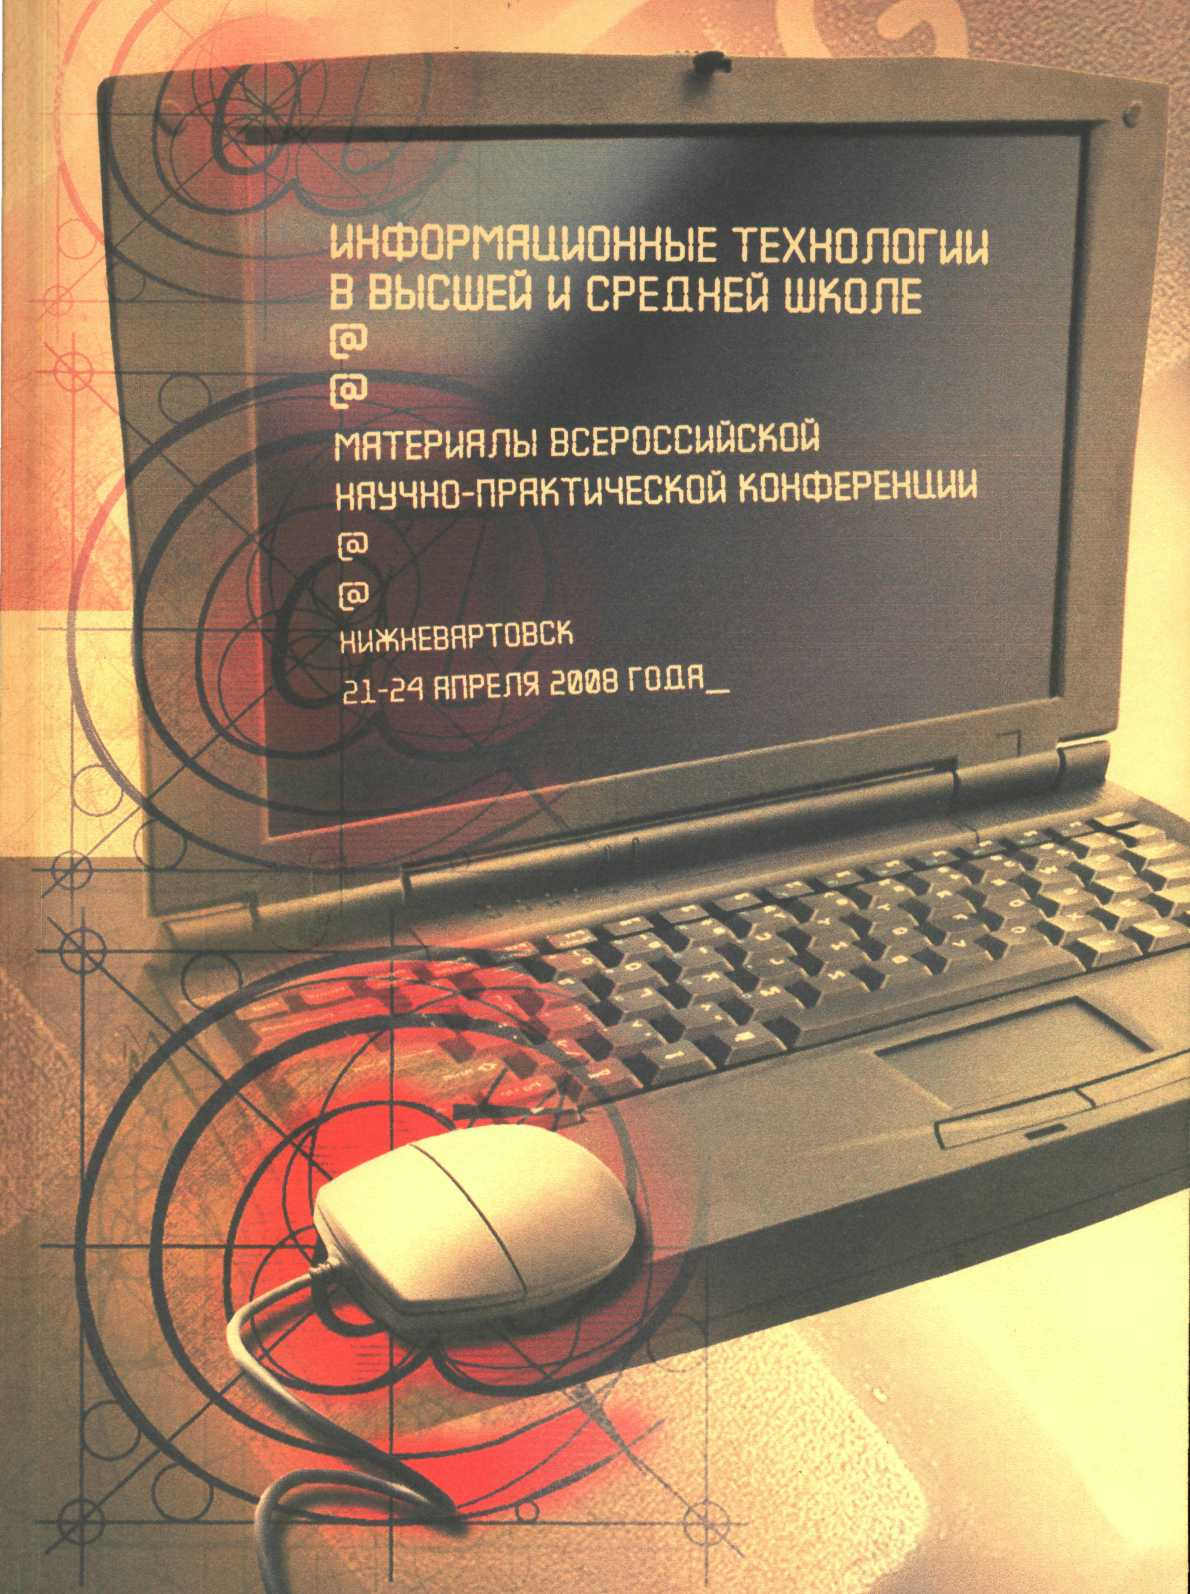 ИНФОРМАЦИОННЫЕ ТЕХНОЛОГИИ
В ВЫСШЕЙ И СРЕДНЕЙ ШКОЛЕ
@
@
МАТЕРИАЛЫ ВСЕРОССИЙСКОЙ
НАУЧНО-ПРАКТИЧЕСКОЙ КОНФЕРЕНЦИИ
@
@
НИЖНЕВАРТОВСК
21-24 АПРЕЛЯ 2008 ГОДА_